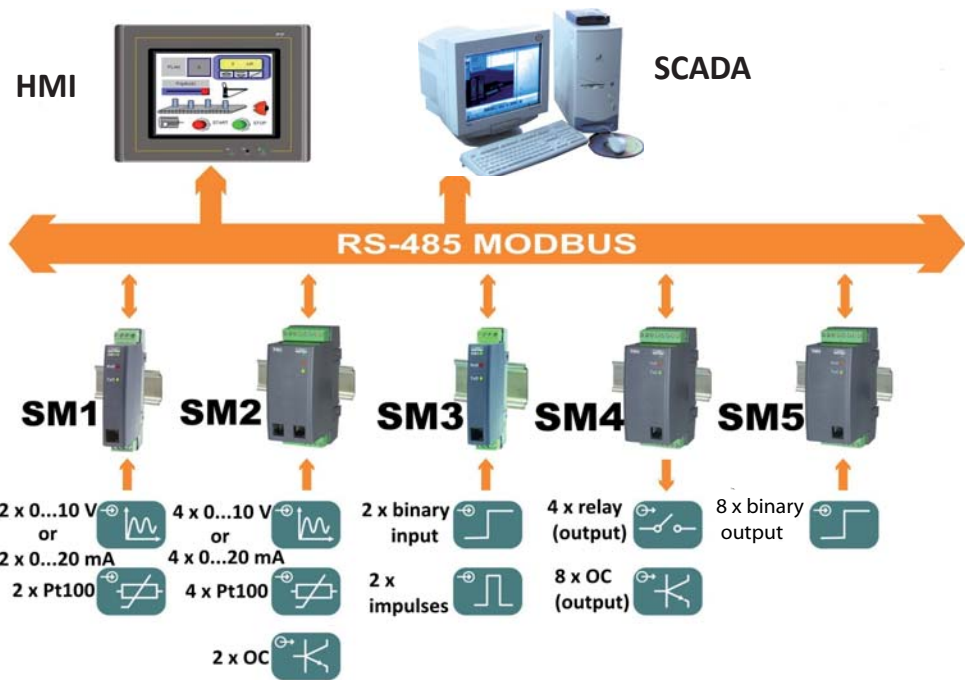 HMI
SCADA
START
STOP
RS-485 MODBUS
SM1
SM2
SM3
SM4
SM5
2 x 0...10 V
or
2 x 0...20 mA
2 x Pt100
4 x 0...10 V
or
4 x 0...20 mA
4 x Pt100
2 x OC
2 x binary
input
2 x
impulses
4 x relay
(output)
8 x OC
(output)
8 x binary
output